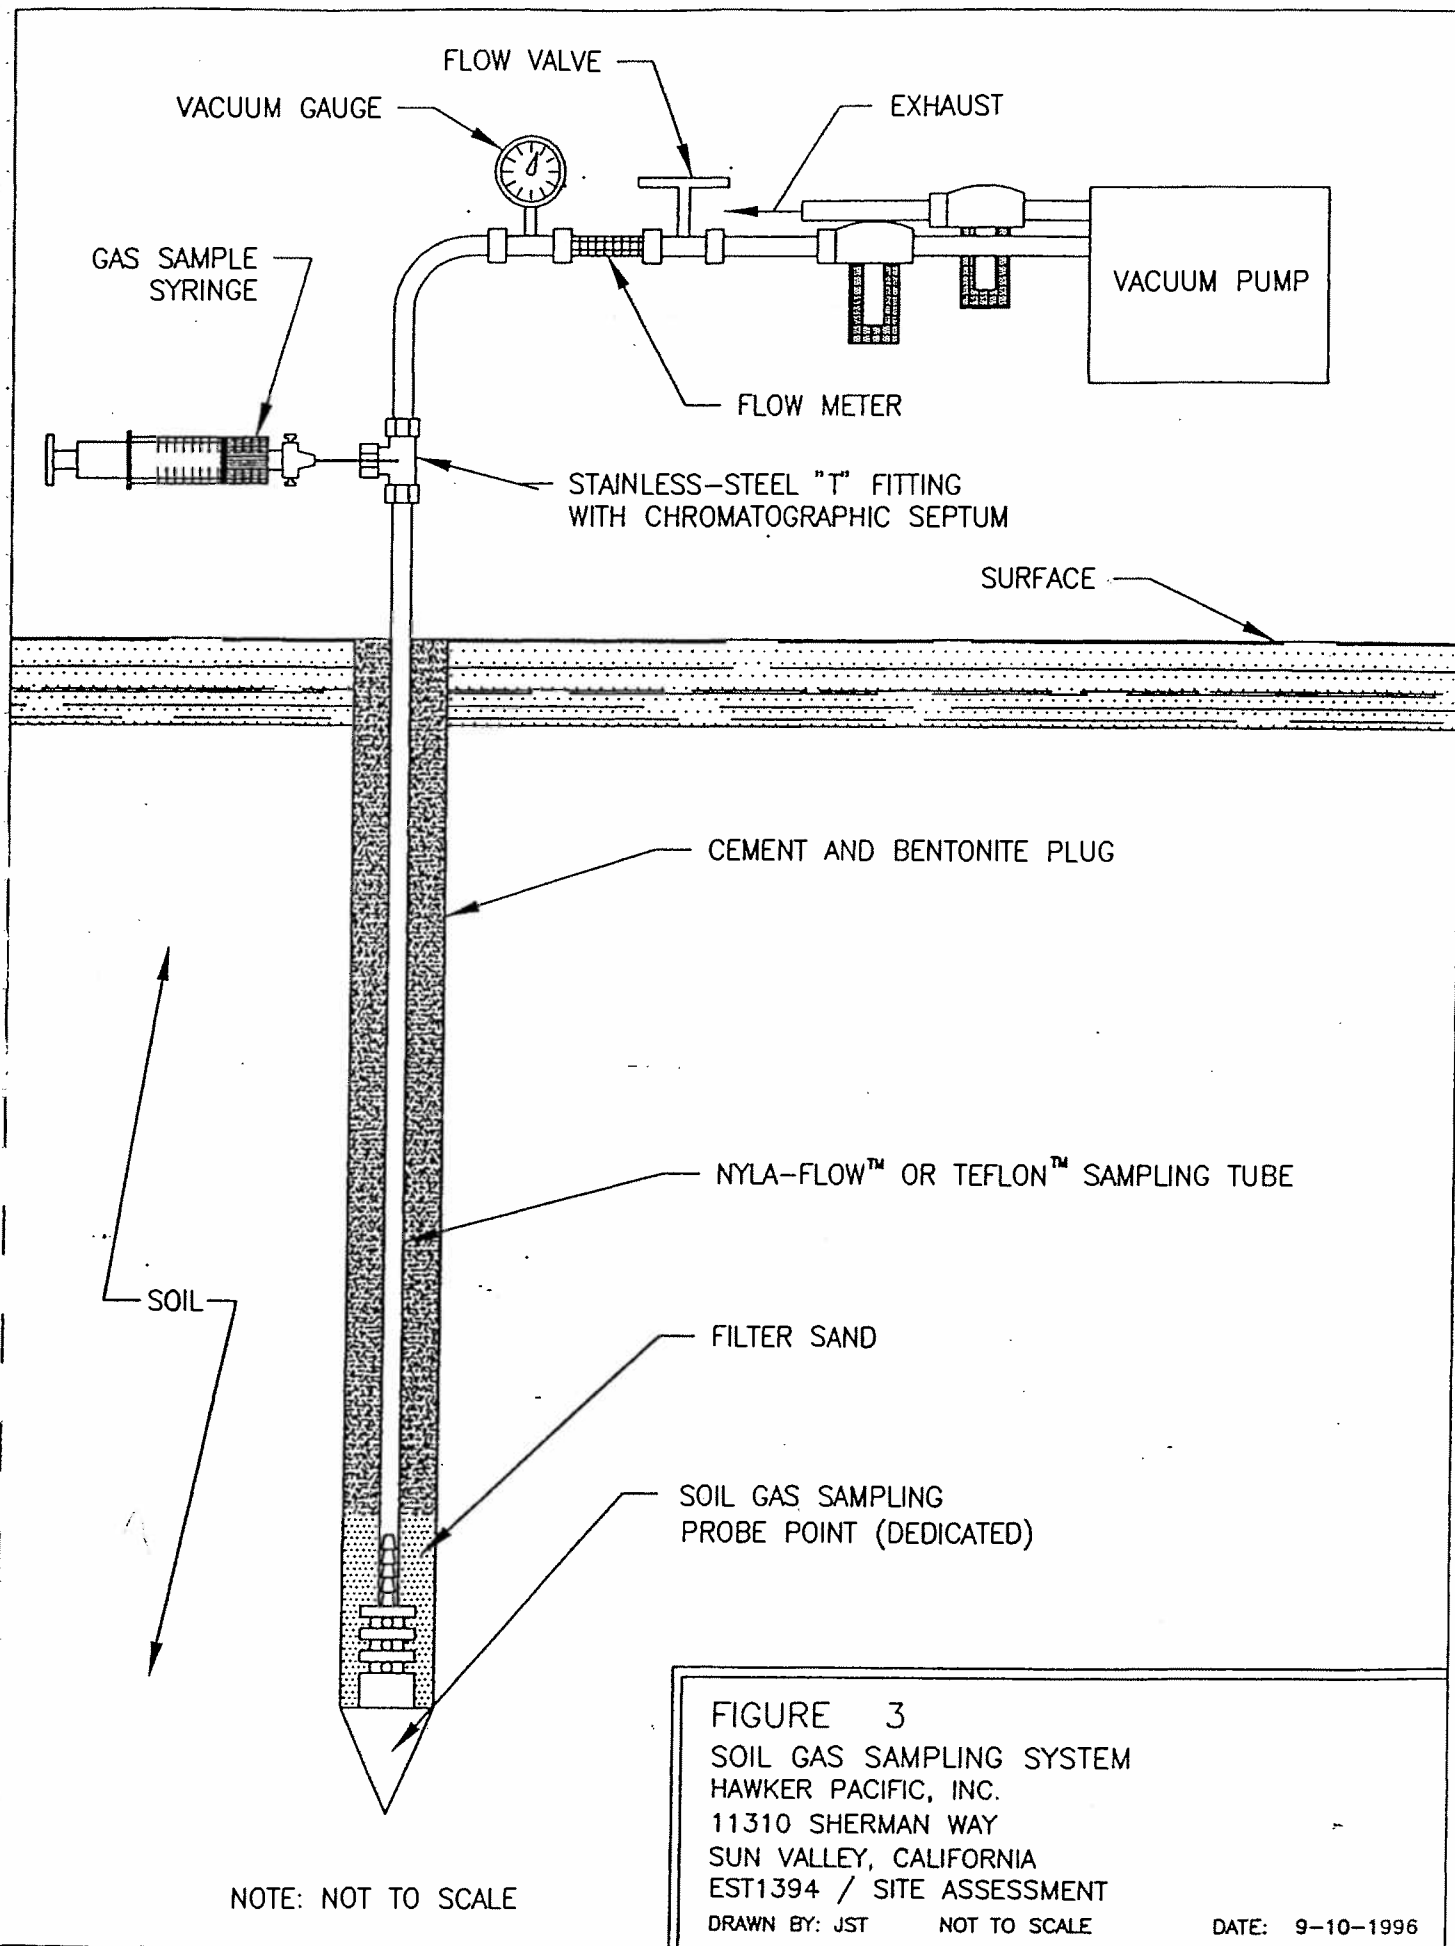 FLOW VALVE
VACUUM GAUGE
EXHAUST
GAS SAMPLE
SYRINGE
VACUUM PUMP
FLOW METER
STAINLESS-STEEL "T" FITTING
WITH CHROMATOGRAPHIC SEPTUM
SURFACE
CEMENT AND BENTONITE PLUG
NYLA-FLOW™ OR TEFLON™ SAMPLING TUBE
SOIL
FILTER SAND
SOIL GAS SAMPLING
PROBE POINT (DEDICATED)
FIGURE 3
SOIL GAS SAMPLING SYSTEM
HAWKER PACIFIC, INC.
11310 SHERMAN WAY
SUN VALLEY, CALIFORNIA
EST1394 / SITE ASSESSMENT
DRAWN BY: JST NOT TO SCALE DATE: 9-10-1996
NOTE: NOT TO SCALE